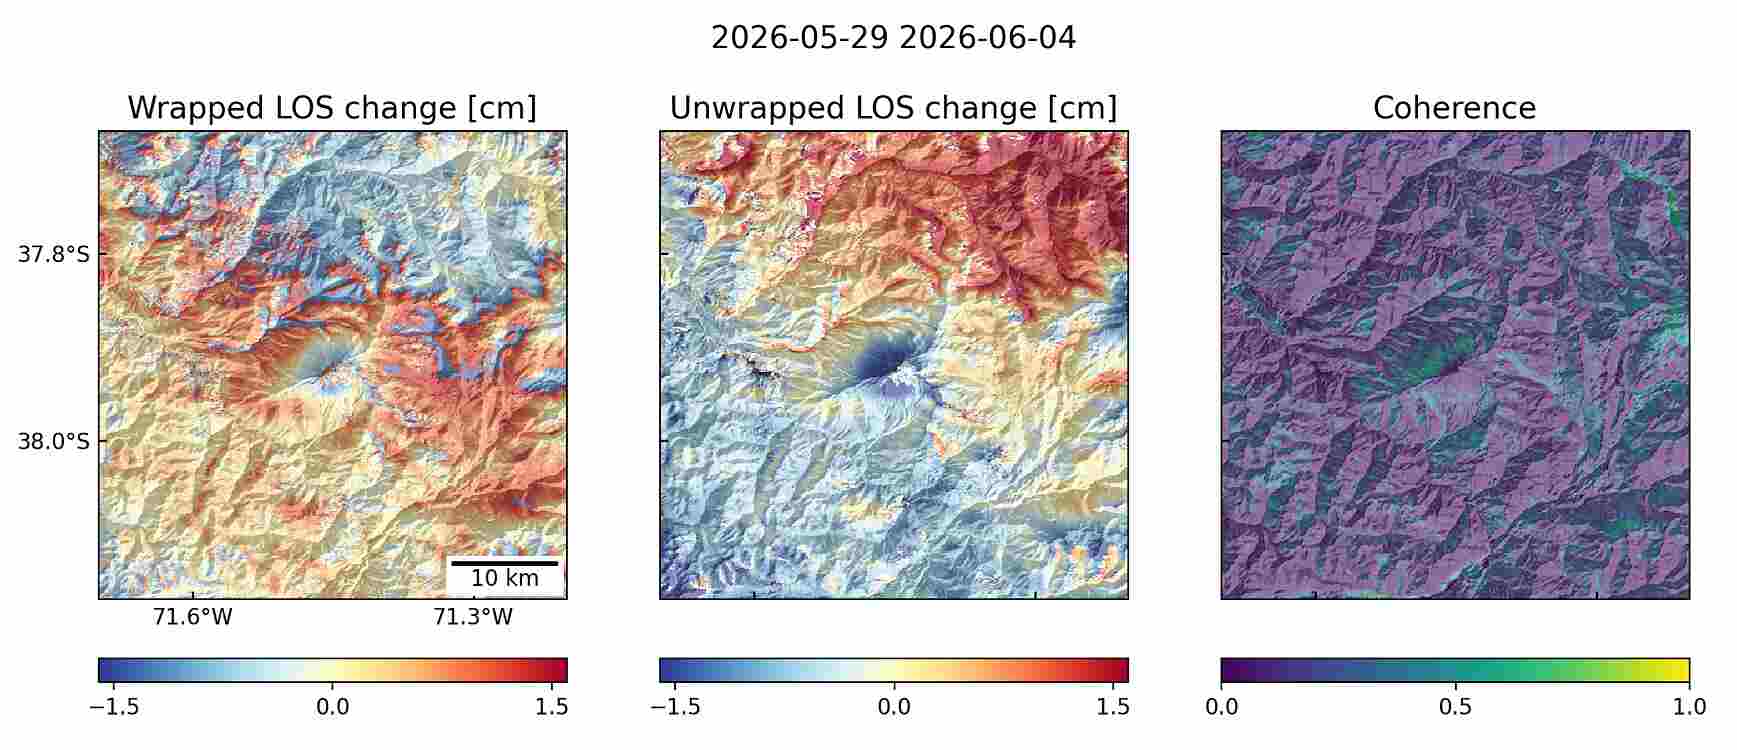 2026-05-29 2026-06-04
Wrapped LOS change [cm]
Unwrapped LOS change [cm]
Coherence
37.8°S
38.0°S
10 km
71.6°W
71.3°W
−1.5
0.0
1.5
−1.5
0.0
1.5
0.0
0.5
1.0